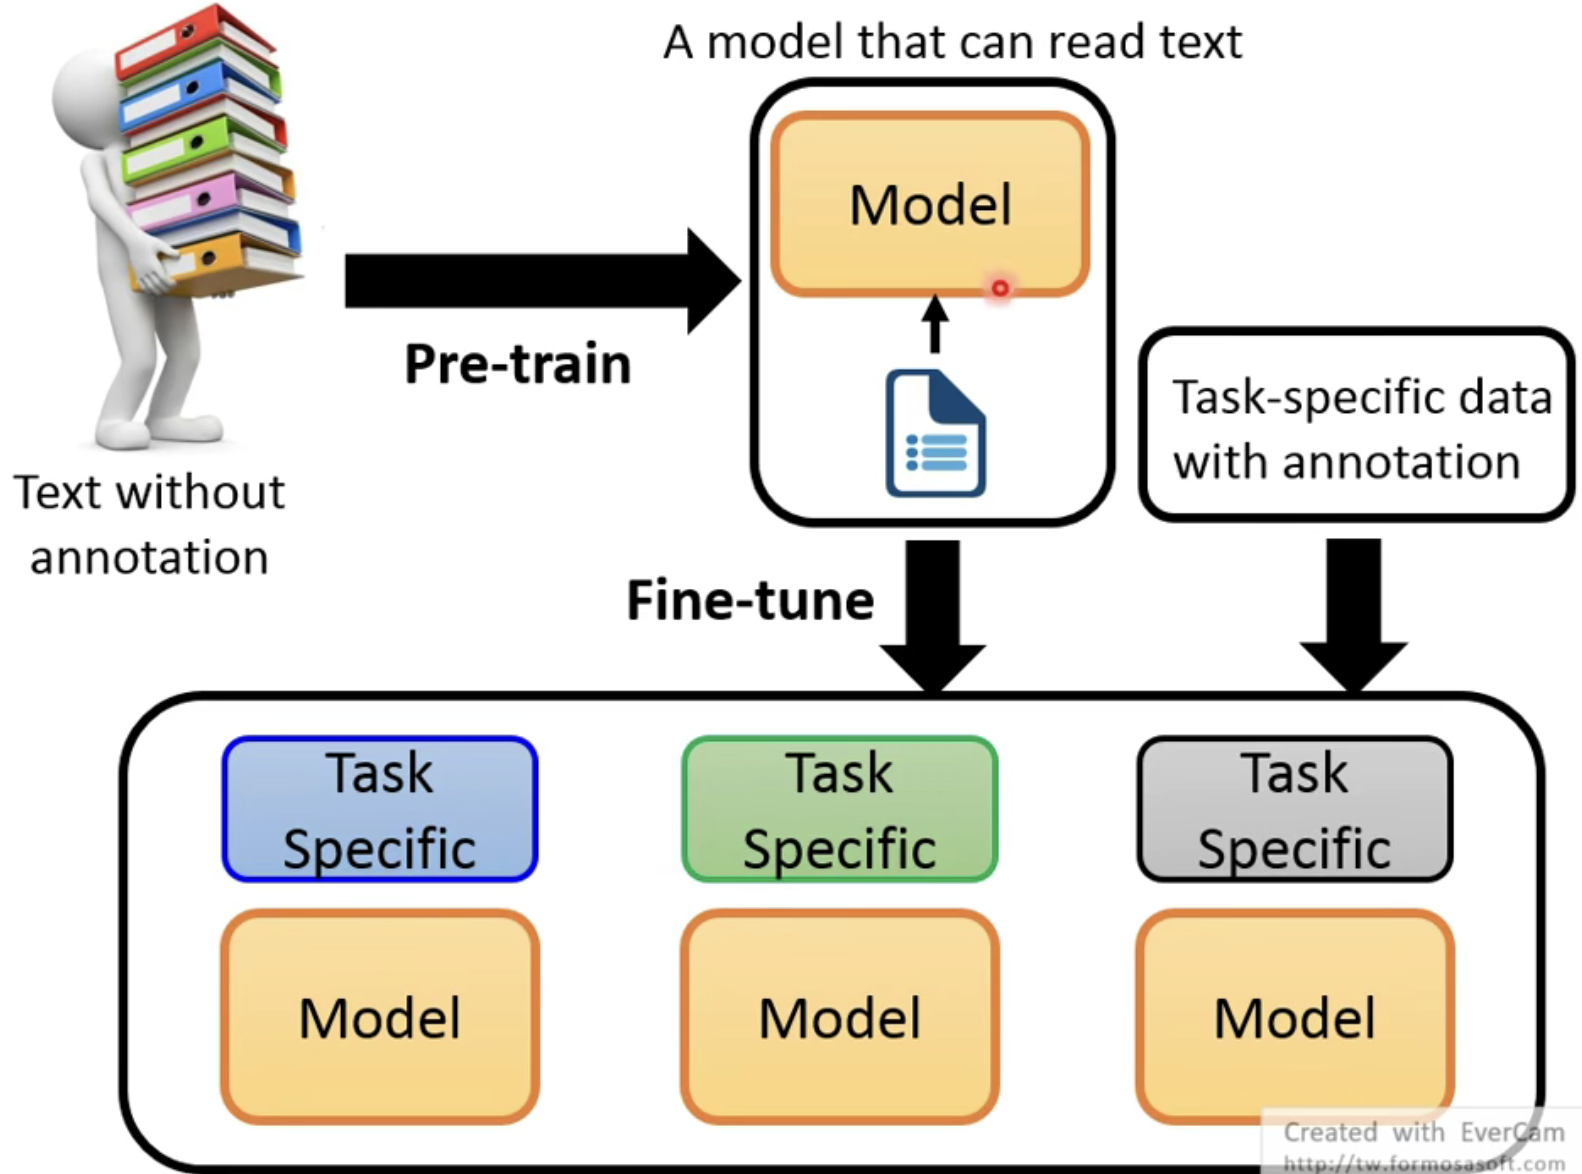 A model that can read text
Model
Pre-train
Text without
annotation
Task-specific data
with annotation
Fine-tune
Task
Specific
Task
Specific
Task
Specific
Model
Model
Model
Created with EverCam
http://tw.formosasoft.com